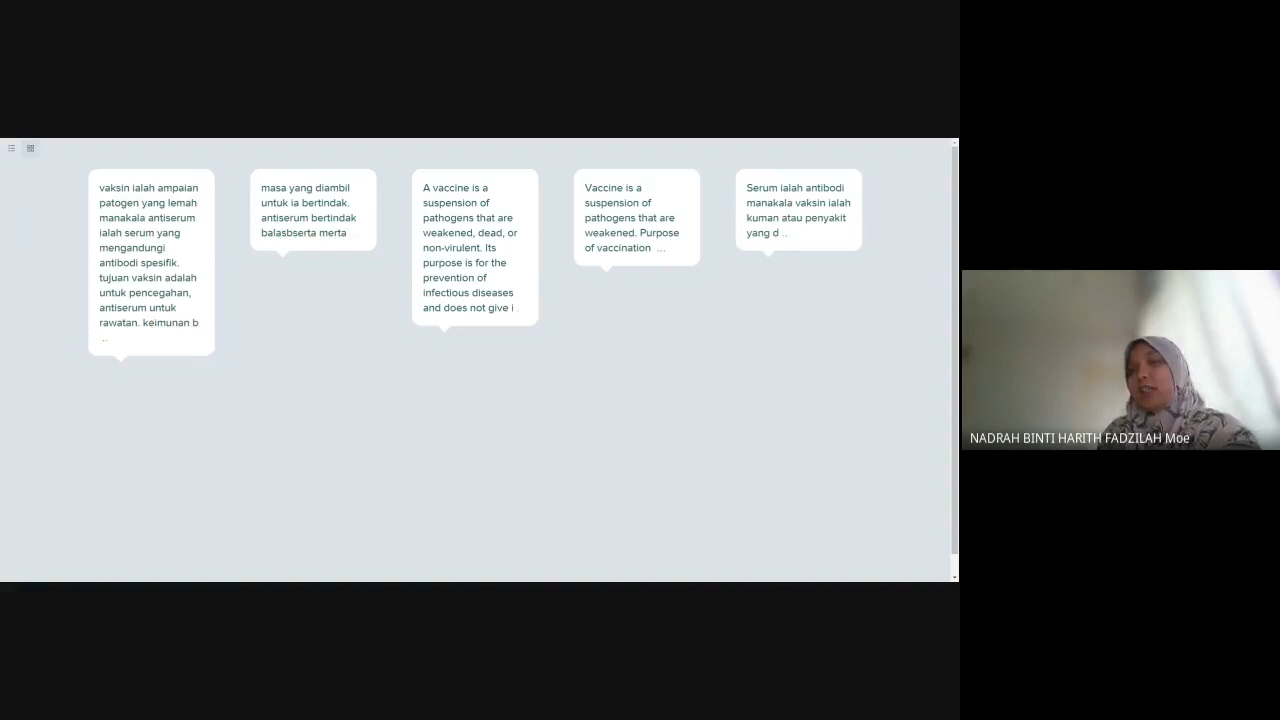 vaksin ialah ampaian
patogen yang lemah
manakala antiserum
ialah serum yang
mengandungi
antibodi spesifik.
tujuan vaksin adalah
untuk pencegahan,
antiserum untuk
rawatan. keimunan b
..
masa yang diambil
untuk ia bertindak.
antiserum bertindak
balasbserta merta
A vaccine is a
suspension of
pathogens that are
weakened, dead, or
non-virulent. Its
purpose is for the
prevention of
infectious diseases
and does not give i .
Vaccine is a
suspension of
pathogens that are
weakened. Purpose
of vaccination ...
Serum ialah antibodi
manakala vaksin ialah
kuman atau penyakit
yang d ..
NADRAH BINTI HARITH FADZILAH Moe